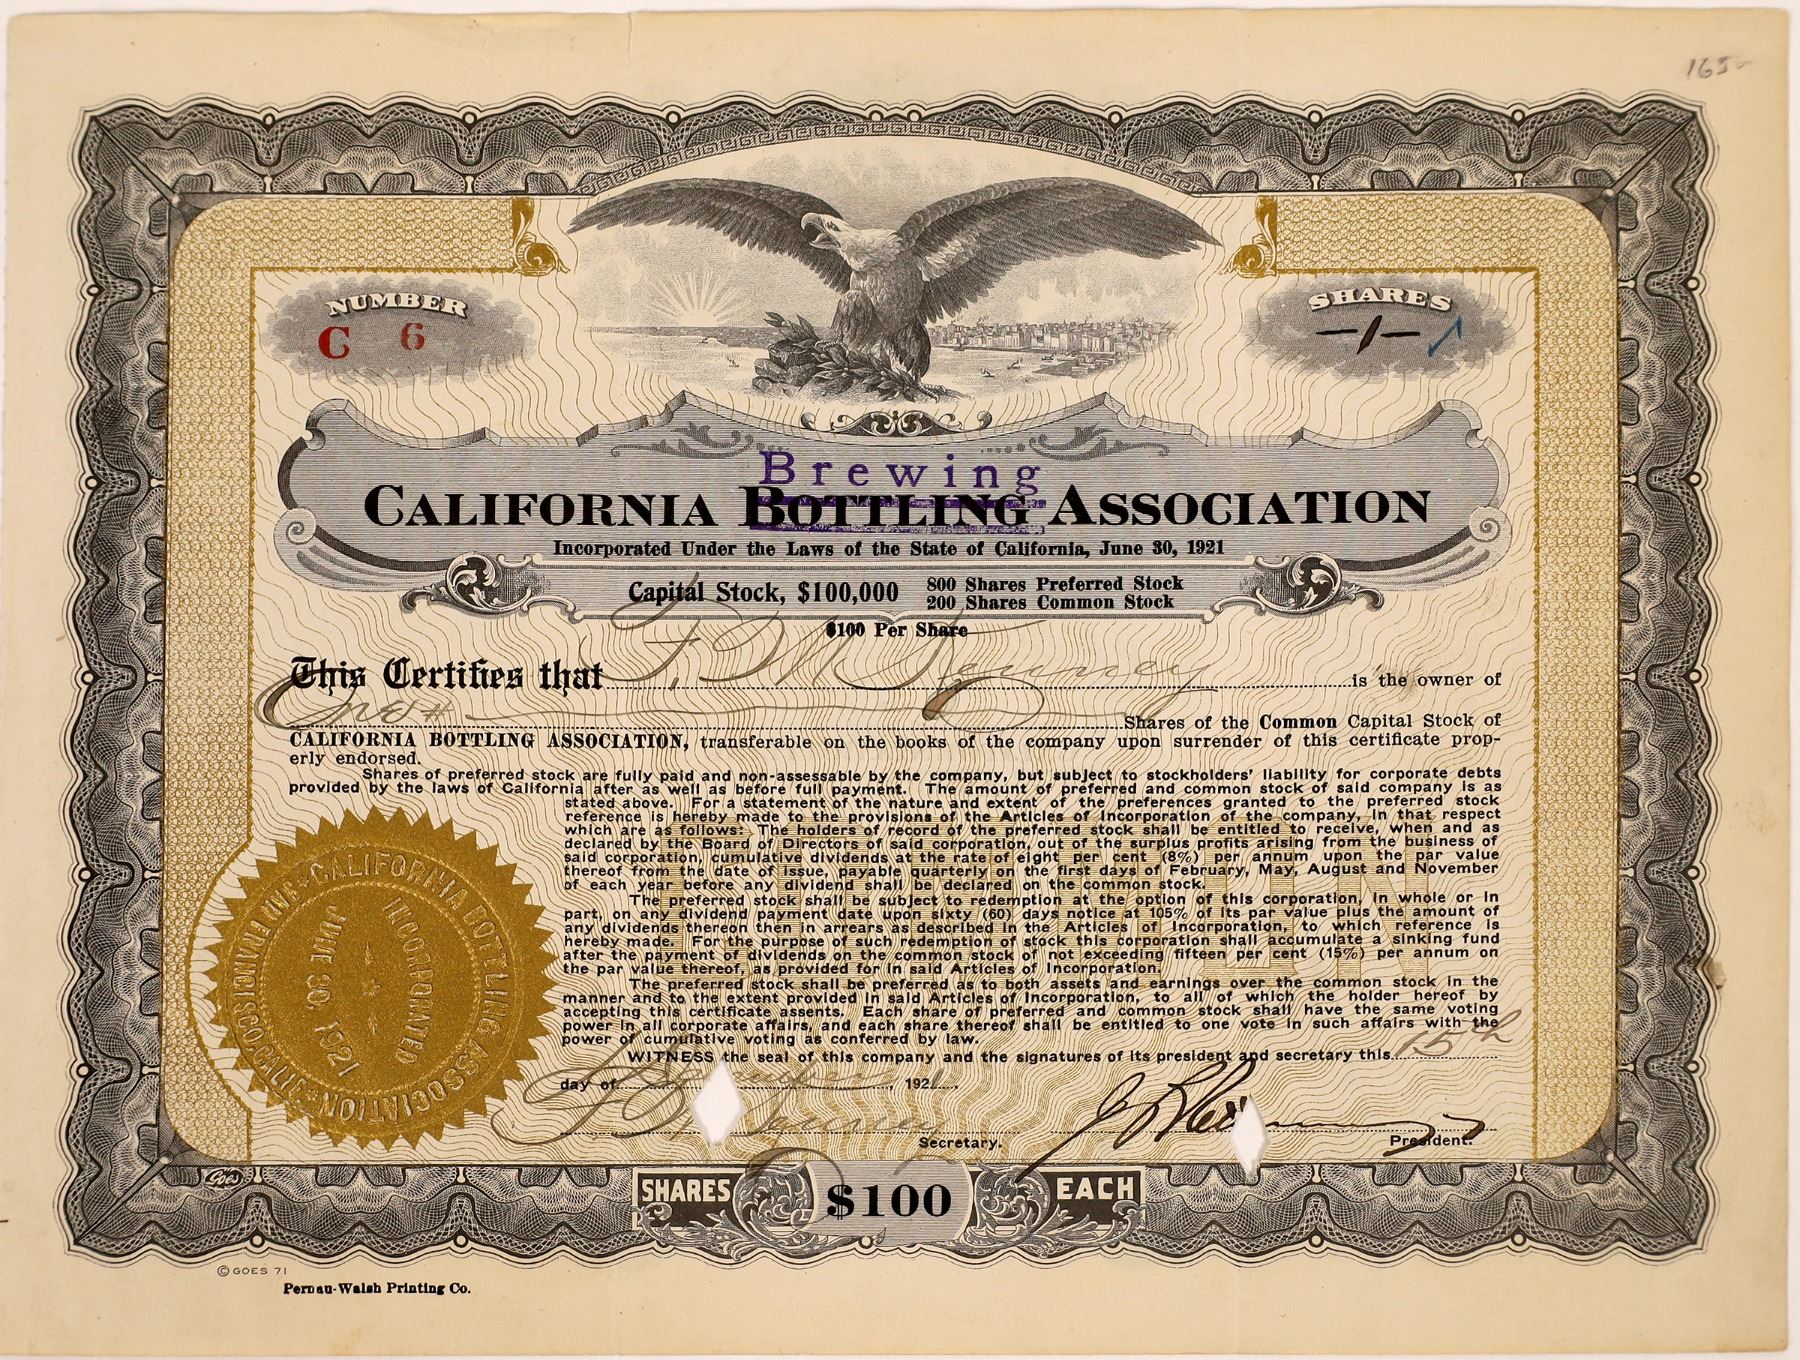 165
NUMBER
C 6
SHARES
—1—
Brewing
CALIFORNIA BOTTLING ASSOCIATION
Incorporated Under the Laws of the State of California, June 30, 1921
Capital Stock, $100,000 800 Shares Preferred Stock
200 Shares Common Stock
$100 Per Share
This Certifies that F. M. is the owner of
One Shares of the Common Capital Stock of
CALIFORNIA BOTTLING ASSOCIATION, transferable on the books of the company upon surrender of this certificate prop-
erly endorsed.
Shares of preferred stock are fully paid and non-assessable by the company, but subject to stockholders' liability for corporate debts
provided by the laws of California after as well as before full payment. The amount of preferred and common stock of said company is as
stated above. For a statement of the nature and extent of the preferences granted to the preferred stock
reference is hereby made to the provisions of the Articles of Incorporation of the company, in that respect
which are as follows: The holders of record of the preferred stock shall be entitled to receive, when and as
declared by the Board of Directors of said corporation, out of the surplus profits arising from the business of
said corporation, cumulative dividends at the rate of eight per cent (8%) per annum upon the par value
thereof from the date of issue, payable quarterly on the first days of February, May, August and November
of each year before any dividend shall be declared on the common stock.
The preferred stock shall be subject to redemption at the option of this corporation, in whole or in
part, on any dividend payment date upon sixty (60) days notice at 105% of its par value plus the amount of
any dividends thereon then in arrears as described in the Articles of Incorporation, to which reference is
hereby made. For the purpose of such redemption of stock this corporation shall accumulate a sinking fund
after the payment of dividends on the common stock of not exceeding fifteen per cent (15%) per annum on
the par value thereof, as provided for in said Articles of Incorporation.
The preferred stock shall be preferred as to both assets and earnings over the common stock in the
manner and to the extent provided in said Articles of Incorporation, to all of which the holder hereof by
accepting this certificate assents. Each share of preferred and common stock shall have the same voting
power in all corporate affairs, and each share thereof shall be entitled to one vote in such affairs with the
power of cumulative voting as conferred by law.
WITNESS the seal of this company and the signatures of its president and secretary this 15th
day of , 192
Secretary.
President.
CALIFORNIA BOTTLING ASSOCIATION
SAN FRANCISCO, CALIF.
INCORPORATED
JUNE 30, 1921
SHARES $100 EACH
Goes
© GOES 71
Pernau-Walsh Printing Co.